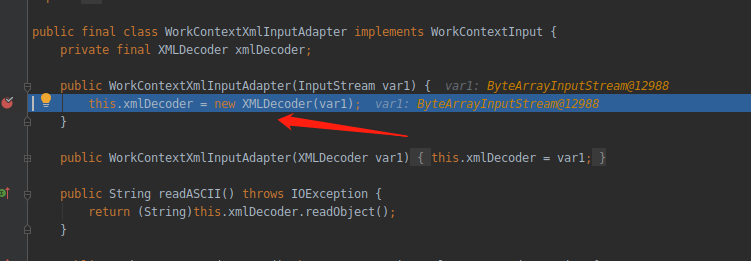 public final class WorkContextXmlInputAdapter implements WorkContextInput {
private final XMLDecoder xmlDecoder;
public WorkContextXmlInputAdapter(InputStream var1) { var1: ByteArrayInputStream@12988
this.xmlDecoder = new XMLDecoder(var1); var1: ByteArrayInputStream@12988
}
public WorkContextXmlInputAdapter(XMLDecoder var1) { this.xmlDecoder = var1; }
public String readASCII() throws IOException {
return (String)this.xmlDecoder.readObject();
}